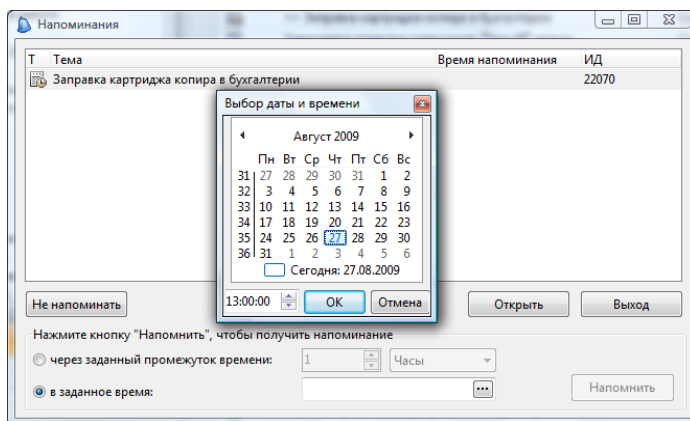 Напоминания
Т Тема Время напоминания ИД
Заправка картриджа копира в бухгалтерии 22070
Выбор даты и времени
Август 2009
Пн Вт Ср Чт Пт Сб Вс
31 27 28 29 30 31 1 2
32 3 4 5 6 7 8 9
33 10 11 12 13 14 15 16
34 17 18 19 20 21 22 23
35 24 25 26 27 28 29 30
36 31 1 2 3 4 5 6
Сегодня: 27.08.2009
13:00:00 OK Отмена
Не напоминать Открыть Выход
Нажмите кнопку "Напомнить", чтобы получить напоминание
через заданный промежуток времени: 1 Часы
в заданное время: ... Напомнить